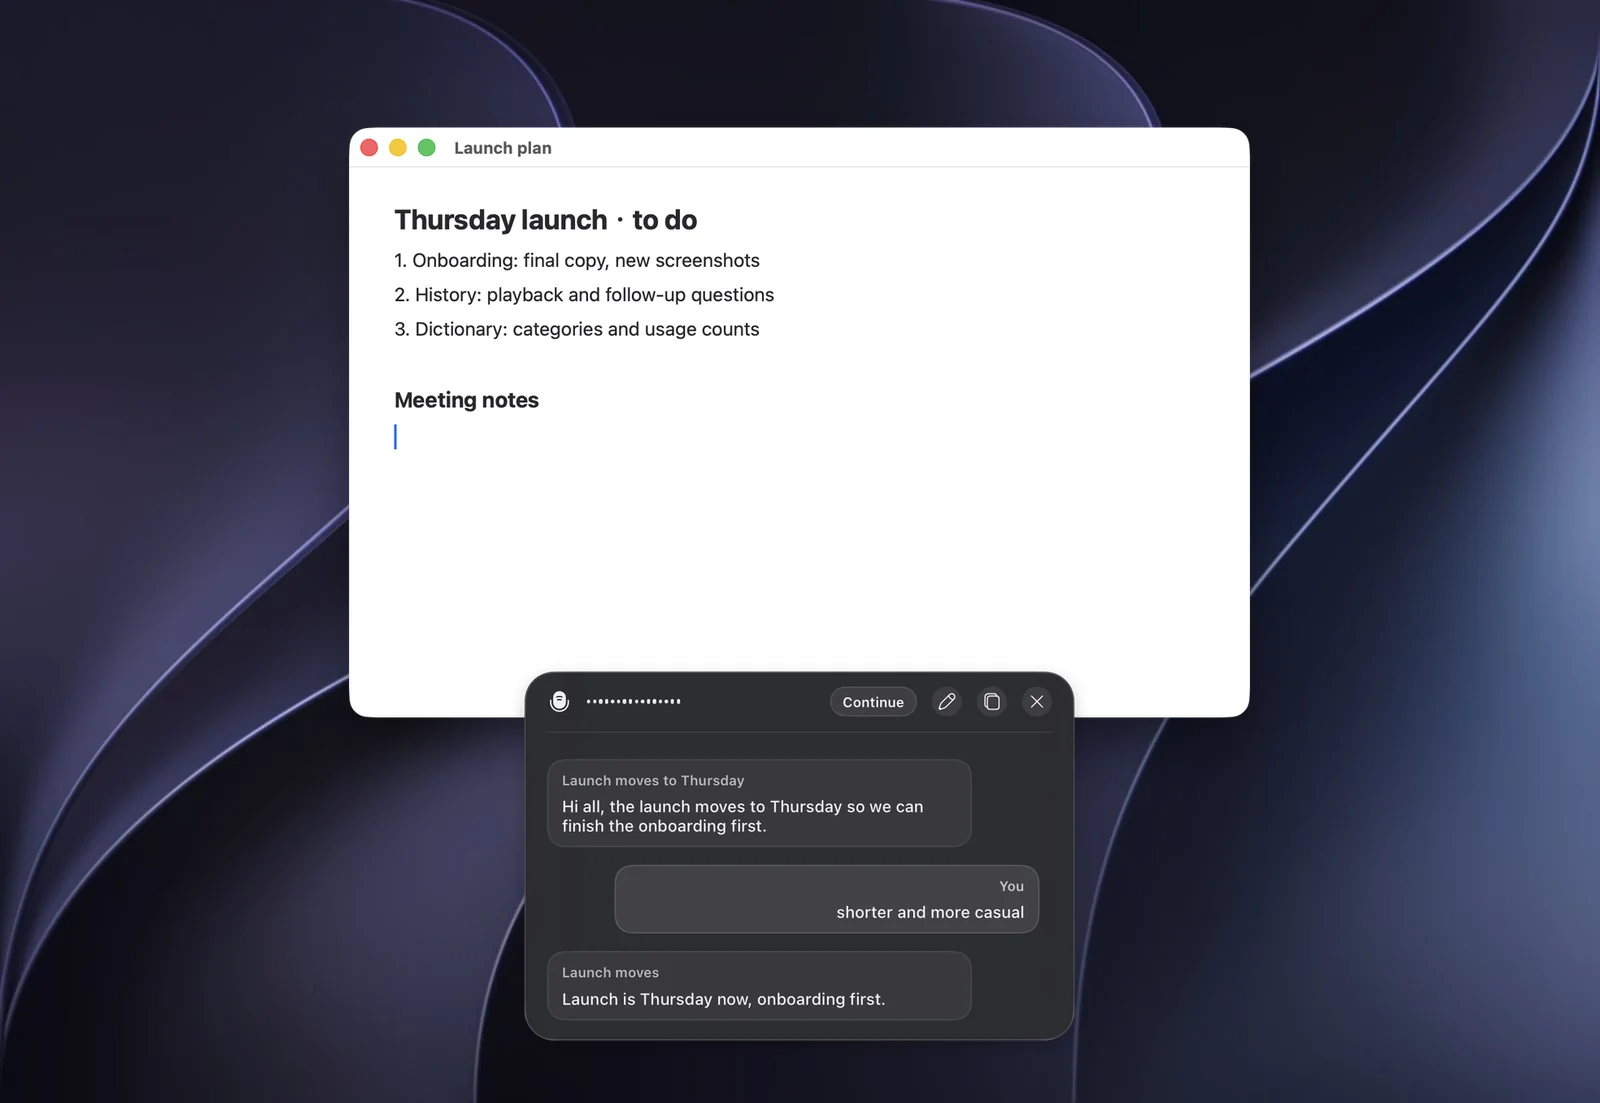 Launch plan
Thursday launch · to do
1. Onboarding: final copy, new screenshots
2. History: playback and follow-up questions
3. Dictionary: categories and usage counts
Meeting notes
Continue
Launch moves to Thursday
Hi all, the launch moves to Thursday so we can
finish the onboarding first.
You
shorter and more casual
Launch moves
Launch is Thursday now, onboarding first.